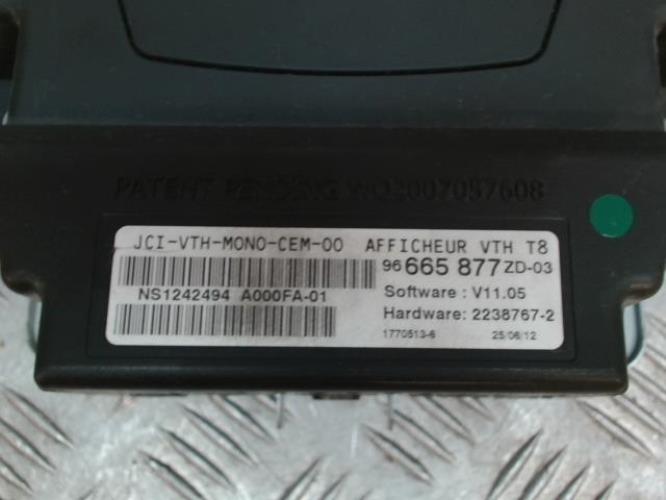 PATENT PENDING WO2007057608
JCI-VTH-MONO-CEM-00 AFFICHEUR VTH T8
96 665 877 ZD-03
NS1242494 A000FA-01
Software : V11.05
Hardware: 2238767-2
1770513-6 25/06/12